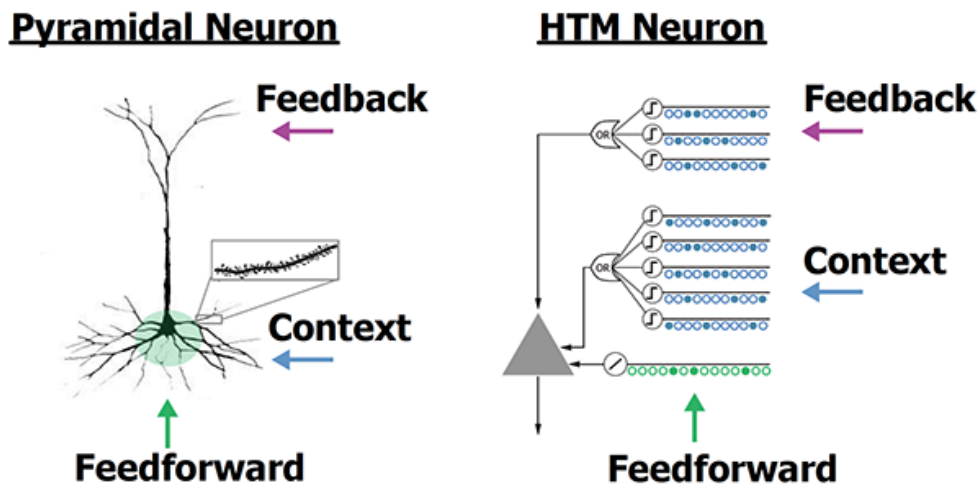 Pyramidal Neuron
Feedback
Context
Feedforward
HTM Neuron
Feedback
OR
Context
OR
Feedforward